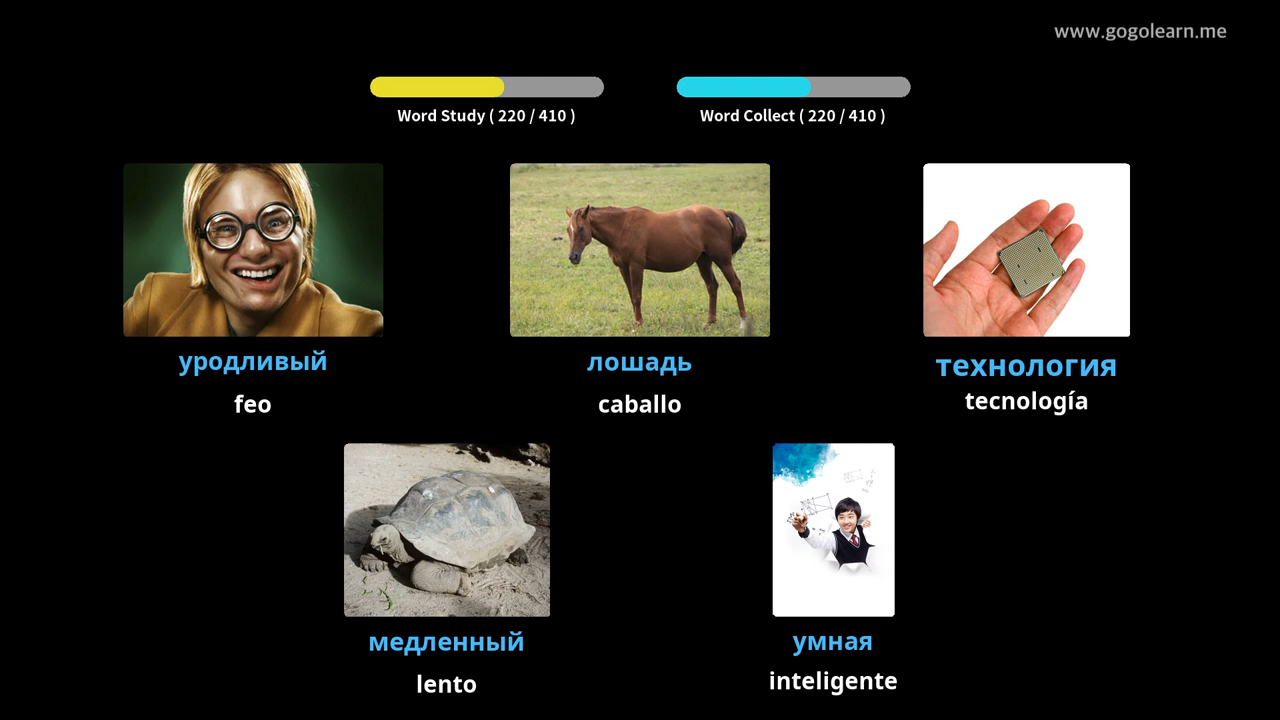 www.gogolearn.me
Word Study ( 220 / 410 )
Word Collect ( 220 / 410 )
уродливый
feo
лошадь
caballo
технология
tecnología
медленный
lento
умная
inteligente